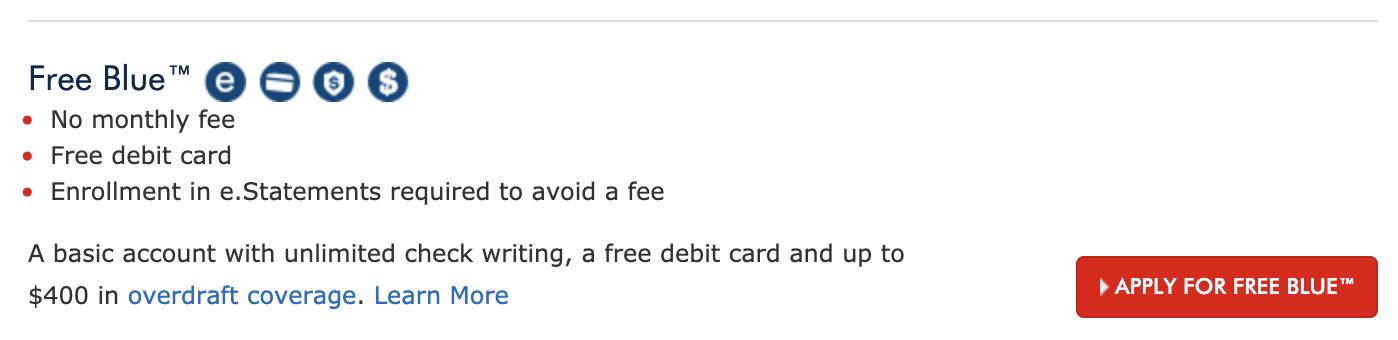 Free Blue™
No monthly fee
Free debit card
Enrollment in e.Statements required to avoid a fee
A basic account with unlimited check writing, a free debit card and up to
$400 in overdraft coverage. Learn More
APPLY FOR FREE BLUE™